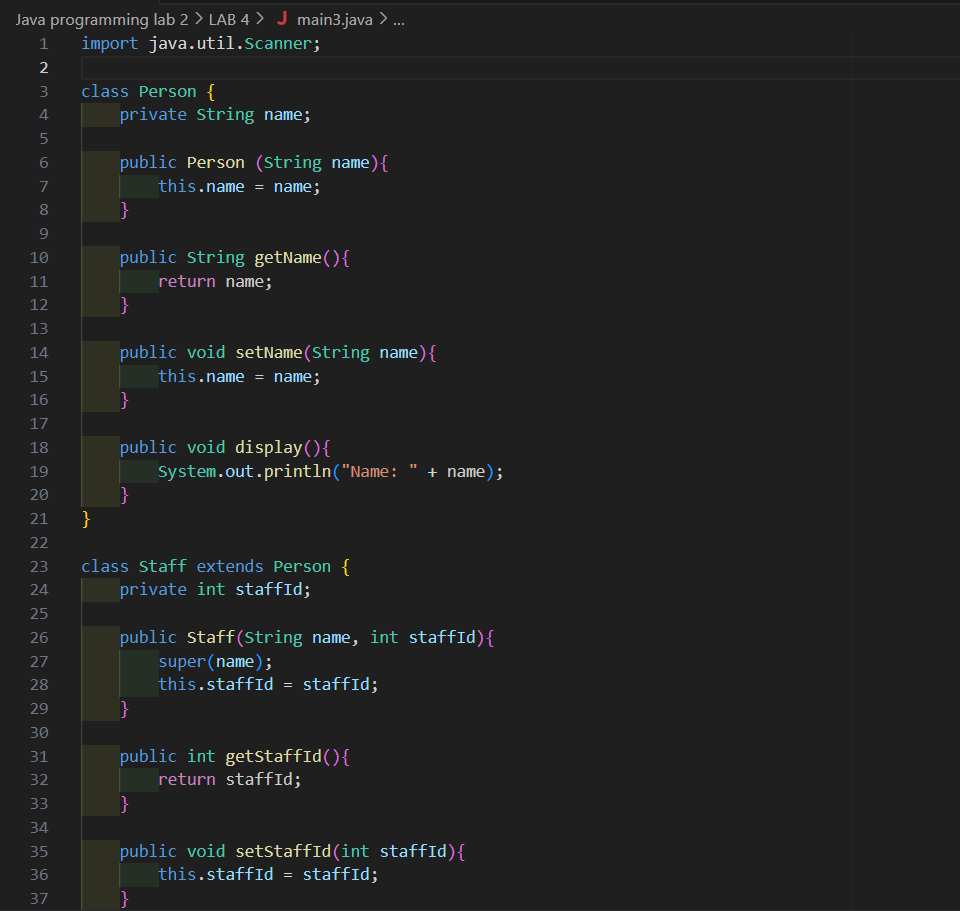 Java programming lab 2 > LAB 4 > J main3.java > ...
1 import java.util.Scanner;
2
3 class Person {
4 private String name;
5
6 public Person (String name){
7 this.name = name;
8 }
9
10 public String getName(){
11 return name;
12 }
13
14 public void setName(String name){
15 this.name = name;
16 }
17
18 public void display(){
19 System.out.println("Name: " + name);
20 }
21 }
22
23 class Staff extends Person {
24 private int staffId;
25
26 public Staff(String name, int staffId){
27 super(name);
28 this.staffId = staffId;
29 }
30
31 public int getStaffId(){
32 return staffId;
33 }
34
35 public void setStaffId(int staffId){
36 this.staffId = staffId;
37 }